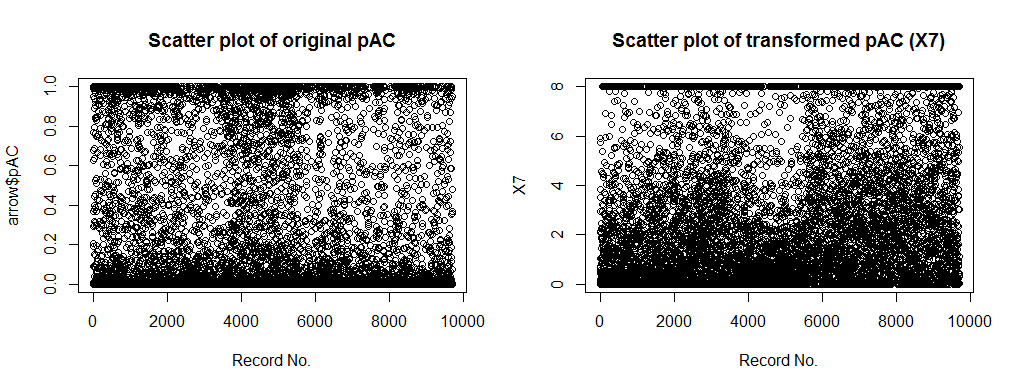 Scatter plot of original pAC
arrow$pAC
1.0
0.8
0.6
0.4
0.2
0.0
0 2000 4000 6000 8000 10000
Record No.
Scatter plot of transformed pAC (X7)
X7
8
6
4
2
0
0 2000 4000 6000 8000 10000
Record No.